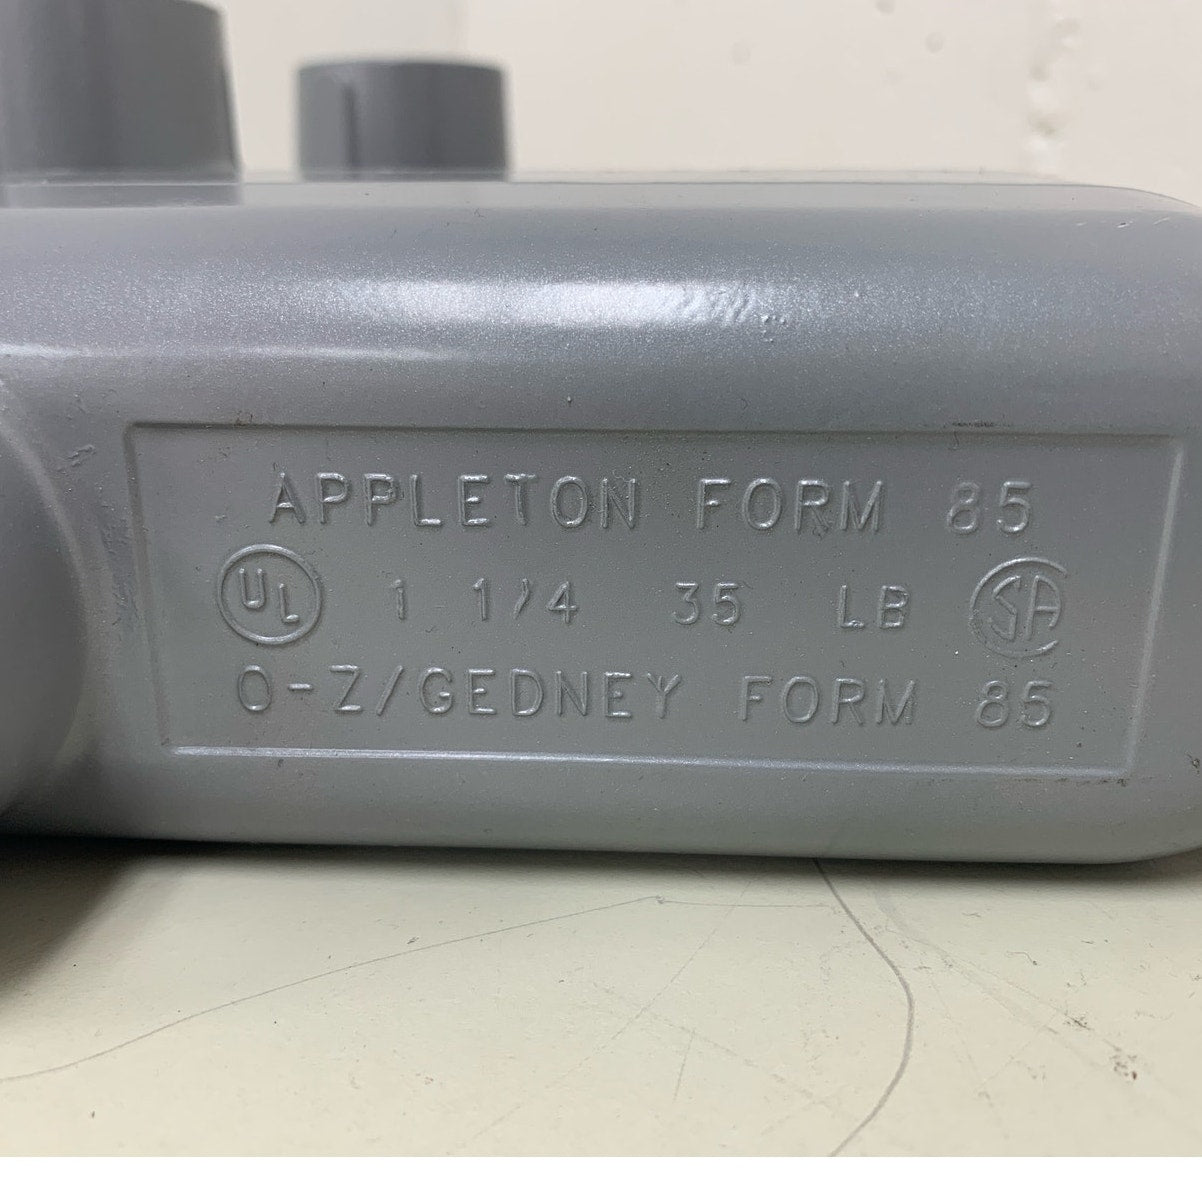 APPLETON FORM 85
UL 1 1/4 35 LB SA
O-Z/GEDNEY FORM 85